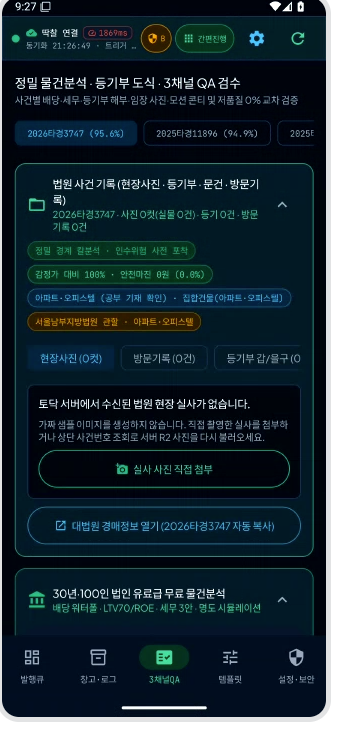 9:27
딱찰 연결 1869ms
동기화 21:26:49 · 트리거 …
B
간편진행
정밀 물건분석 · 등기부 도식 · 3채널 QA 검수
사건별 배당·세무·등기부 해부·임장 사진·모션 콘티 및 저품질 0% 교차 검증
2026타경3747 (95.6%)
2025타경11896 (94.9%)
2025타
법원 사건 기록 (현장사진 · 등기부 · 문건 · 방문기
록)
2026타경3747 · 사진 0컷(실물 0건) · 등기 0건 · 방문
기록 0건
정밀 경계 칼분석 · 인수위험 사전 포착
감정가 대비 100% · 안전마진 0원 (0.0%)
아파트·오피스텔 (공부 기재 확인) · 집합건물(아파트·오피스텔)
서울남부지방법원 관할 · 아파트·오피스텔
현장사진 (0컷)
방문기록 (0건)
등기부 갑/을구 (0
토닥 서버에서 수신된 법원 현장 실사가 없습니다.
가짜 샘플 이미지를 생성하지 않습니다. 직접 촬영한 실사를 첨부하
거나 상단 사건번호 조회로 서버 R2 사진을 다시 불러오세요.
실사 사진 직접 첨부
대법원 경매정보 열기 (2026타경3747 자동 복사)
30년·100인 법인 유료급 무료 물건분석
배당 워터폴 · LTV70/ROE · 세무 3안 · 명도 시뮬레이션
발행큐
창고·로그
3채널QA
템플릿
설정·보안